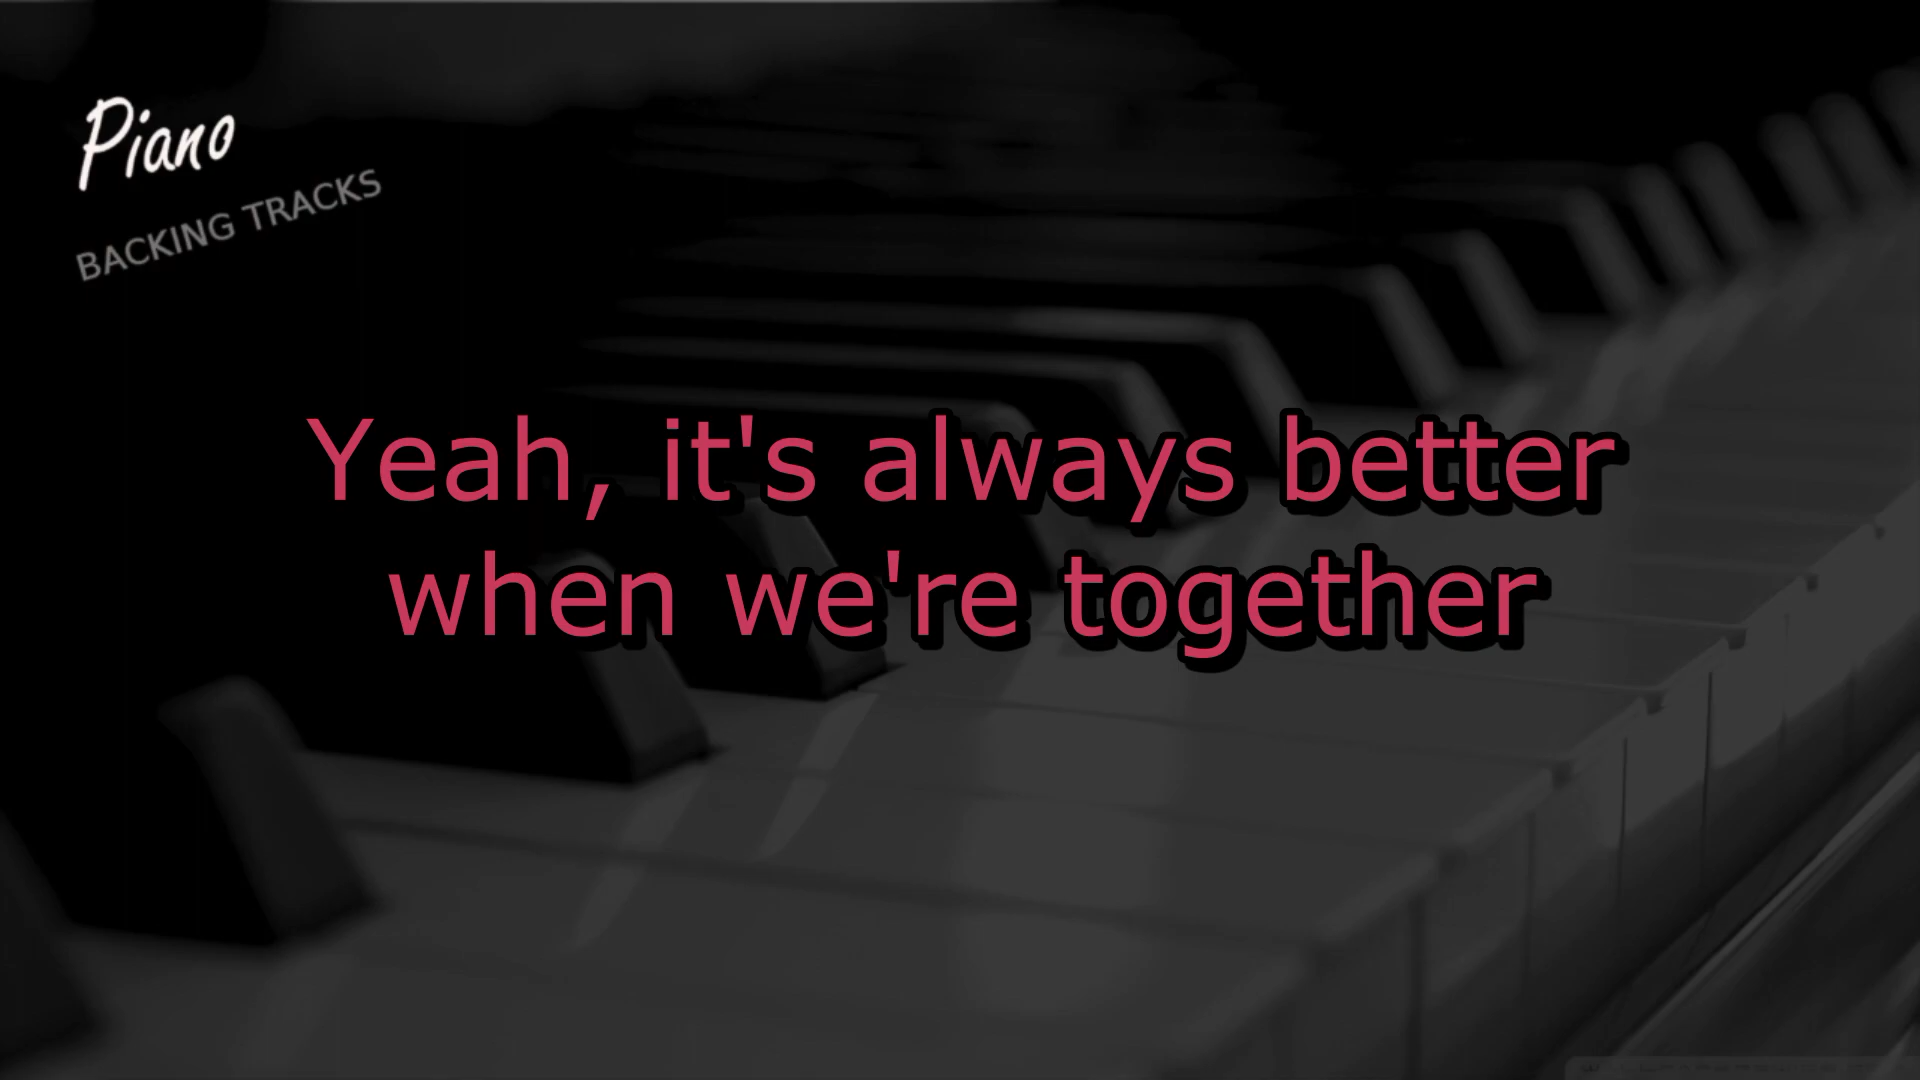 Piano
BACKING TRACKS
Yeah, it's always better
when we're together